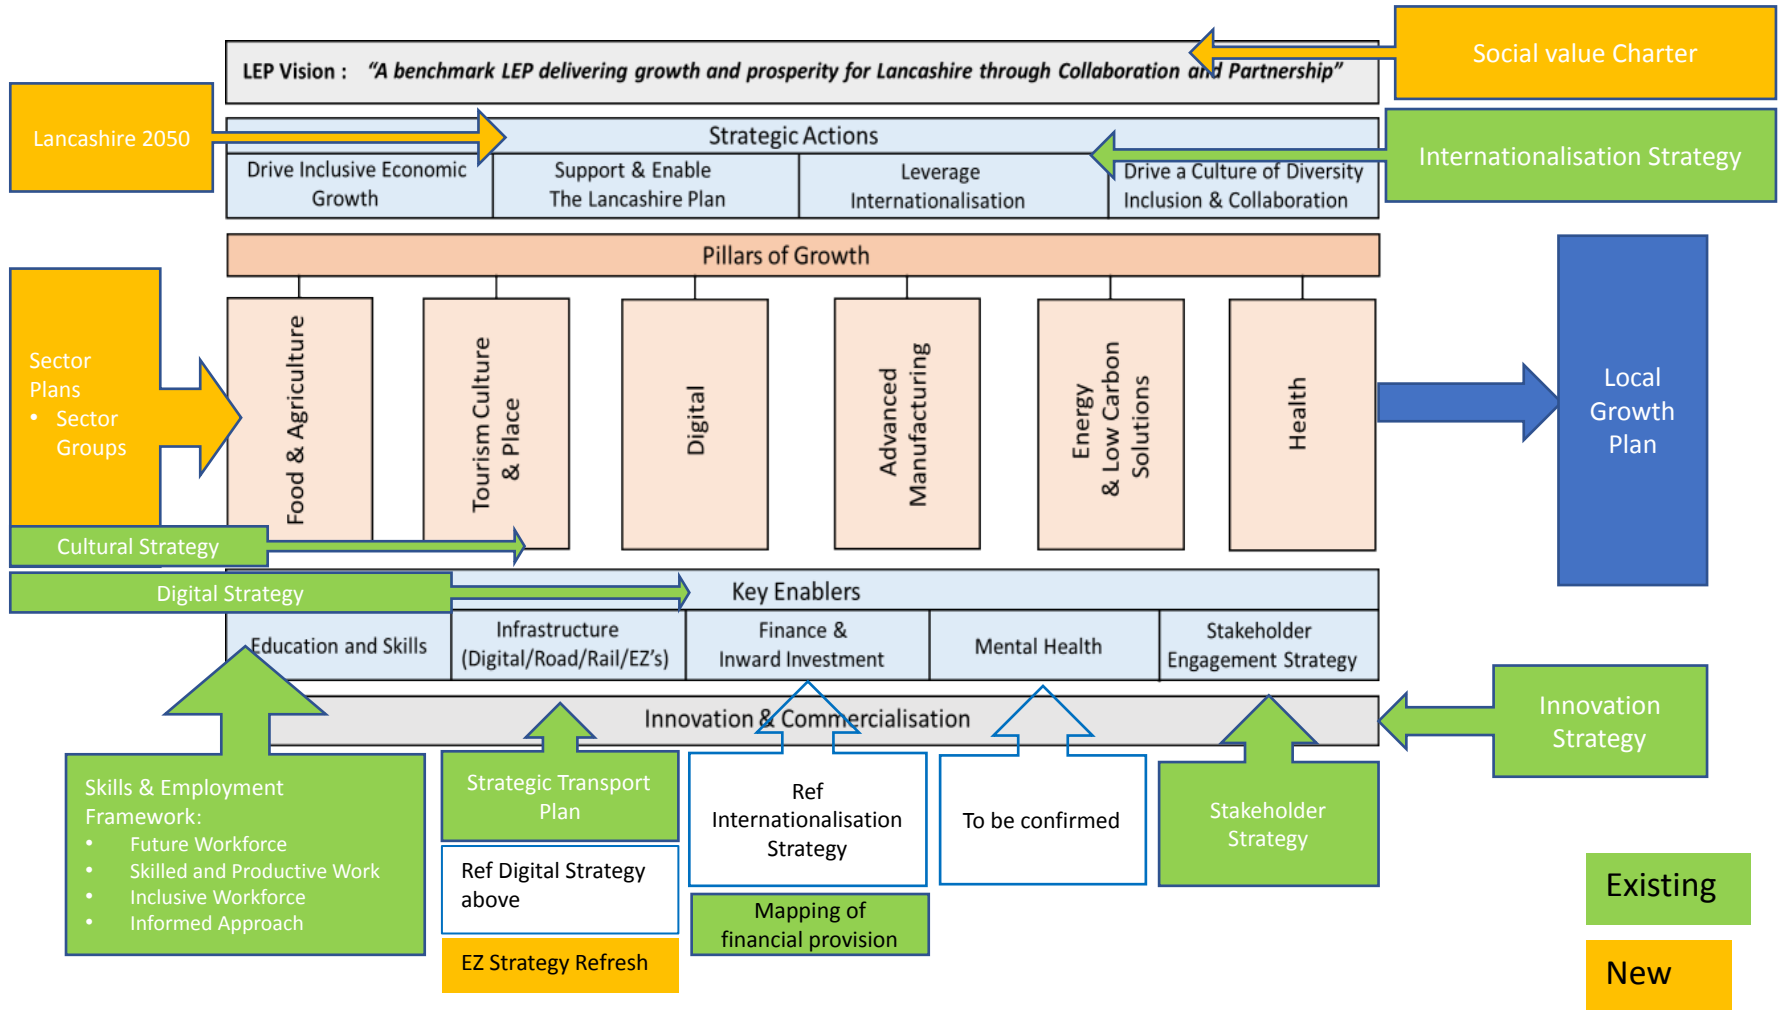 Social value Charter
LEP Vision :   “A benchmark LEP delivering growth and prosperity for Lancashire through Collaboration and Partnership”
Lancashire 2050
Strategic Actions
Internationalisation Strategy
Drive Inclusive Economic
Growth
Support & Enable
The Lancashire Plan
Leverage
Internationalisation
Drive a Culture of Diversity
Inclusion & Collaboration
Pillars of Growth
Sector
Plans
• Sector
Groups
Food & Agriculture
Tourism Culture
& Place
Digital
Advanced
Manufacturing
Energy
& Low Carbon
Solutions
Health
Local
Growth
Plan
Cultural Strategy
Digital Strategy
Key Enablers
Education and Skills
Infrastructure
(Digital/Road/Rail/EZ’s)
Finance &
Inward Investment
Mental Health
Stakeholder
Engagement Strategy
Innovation & Commercialisation
Innovation
Strategy
Skills & Employment
Framework:
• Future Workforce
• Skilled and Productive Work
• Inclusive Workforce
• Informed Approach
Strategic Transport
Plan
Ref Digital Strategy
above
EZ Strategy Refresh
Ref
Internationalisation
Strategy
Mapping of
financial provision
To be confirmed
Stakeholder
Strategy
Existing
New